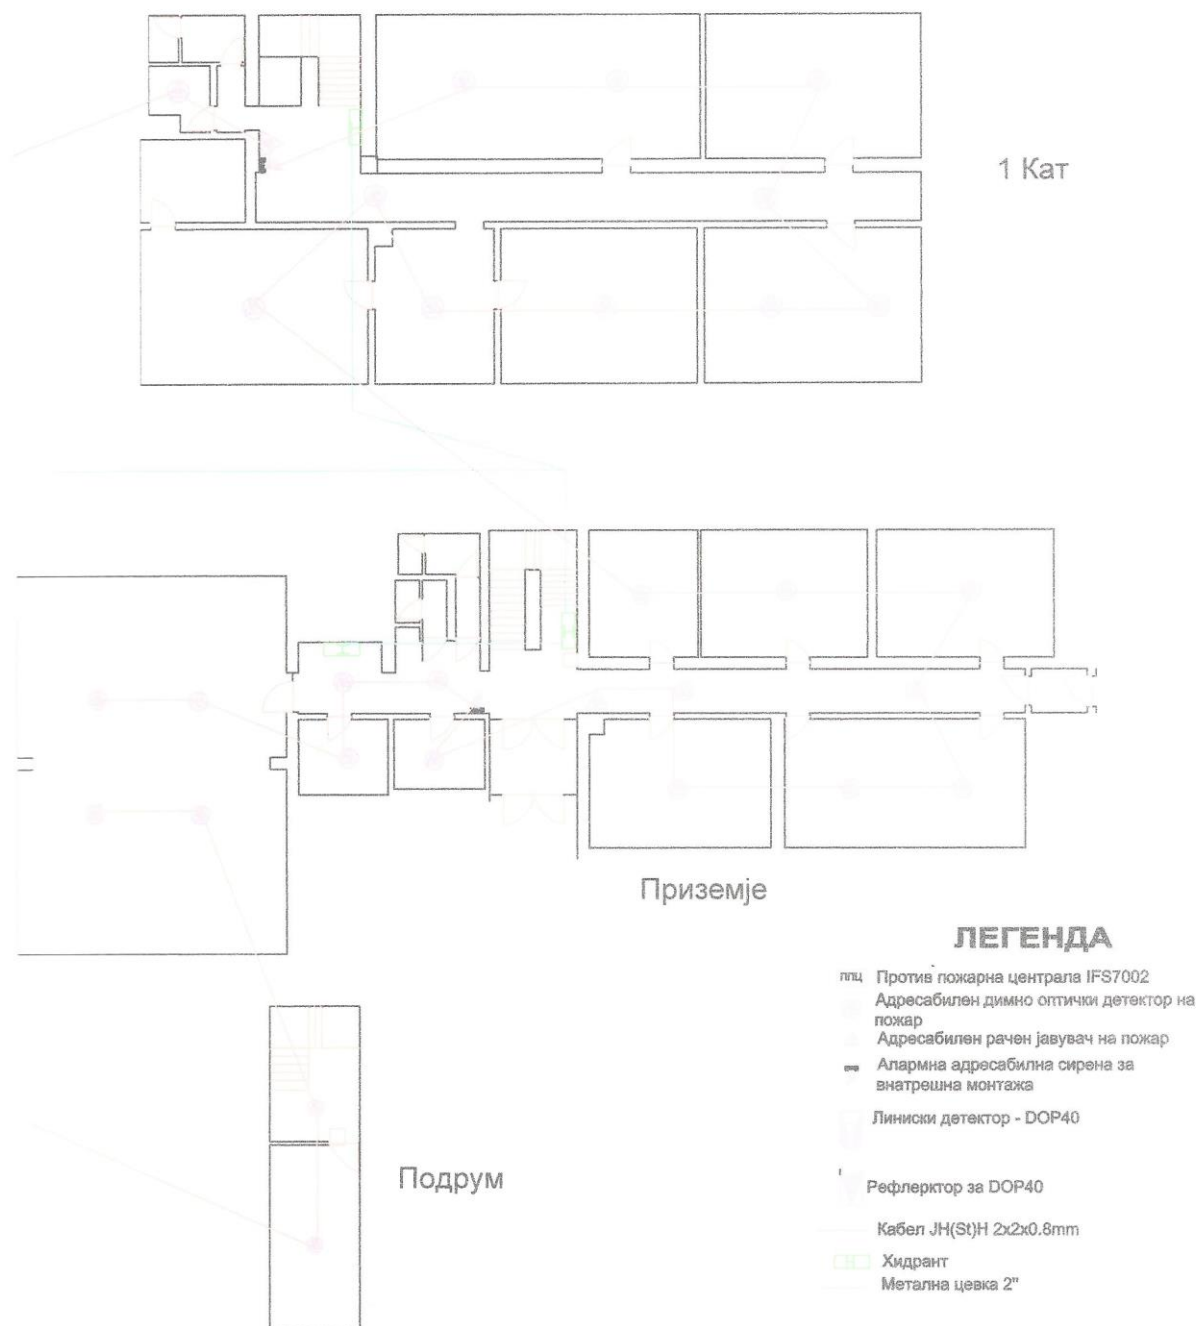 1 Кат
Приземје
ЛЕГЕНДА
ппц Против пожарна централа IFS7002
Адресабилен димно оптички детектор на
пожар
Адресабилен рачен јавувач на пожар
Алармна адресабилна сирена за
внатрешна монтажа
Линиски детектор - DOP40
Рефлерктор за DOP40
Кабел JH(St)H 2x2x0.8mm
Хидрант
Метална цевка 2"
Подрум